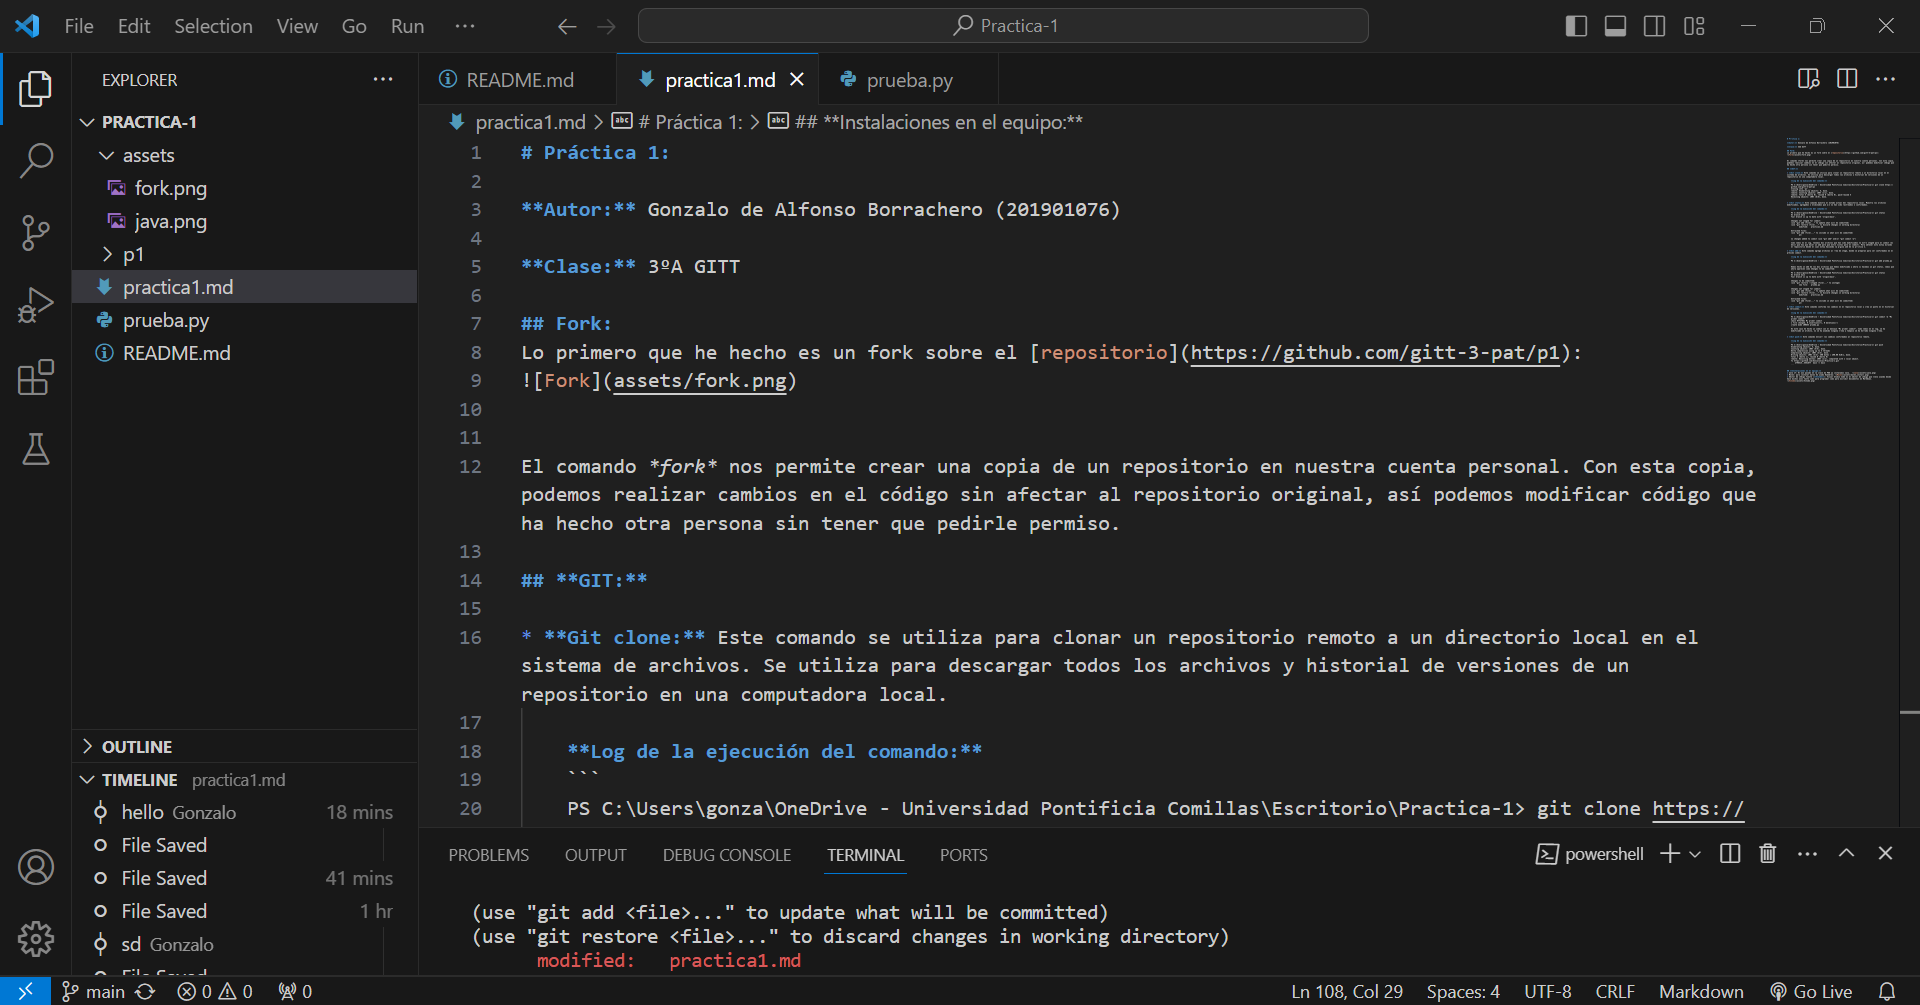 File Edit Selection View Go Run ··· Practica-1
EXPLORER ···
PRACTICA-1
assets
fork.png
java.png
p1
practica1.md
prueba.py
README.md
OUTLINE
TIMELINE practica1.md
hello Gonzalo 18 mins
File Saved
File Saved 41 mins
File Saved 1 hr
sd Gonzalo
File Saved
README.md practica1.md prueba.py
practica1.md > # Práctica 1: > ## **Instalaciones en el equipo:**
1 # Práctica 1:
2
3 **Autor:** Gonzalo de Alfonso Borrachero (201901076)
4
5 **Clase:** 3ºA GITT
6
7 ## Fork:
8 Lo primero que he hecho es un fork sobre el [repositorio](https://github.com/gitt-3-pat/p1):
9 ![Fork](assets/fork.png)
10
11
12 El comando *fork* nos permite crear una copia de un repositorio en nuestra cuenta personal. Con esta copia,
podemos realizar cambios en el código sin afectar al repositorio original, así podemos modificar código que
ha hecho otra persona sin tener que pedirle permiso.
13
14 ## **GIT:**
15
16 * **Git clone:** Este comando se utiliza para clonar un repositorio remoto a un directorio local en el
sistema de archivos. Se utiliza para descargar todos los archivos y historial de versiones de un
repositorio en una computadora local.
17
18 **Log de la ejecución del comando:**
19 ```
20 PS C:\Users\gonza\OneDrive - Universidad Pontificia Comillas\Escritorio\Practica-1> git clone https://
PROBLEMS OUTPUT DEBUG CONSOLE TERMINAL PORTS powershell
(use "git add <file>..." to update what will be committed)
(use "git restore <file>..." to discard changes in working directory)
modified: practica1.md
main 0 0 0 Ln 108, Col 29 Spaces: 4 UTF-8 CRLF Markdown Go Live